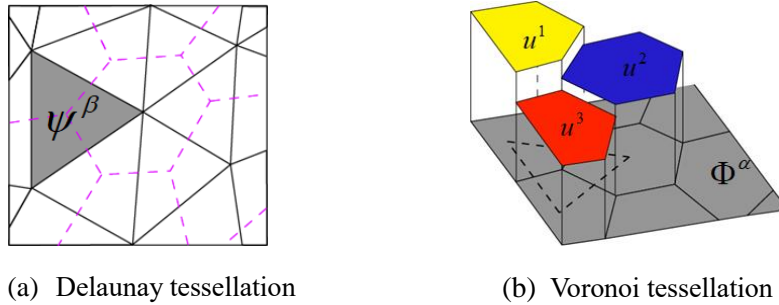 ψ^β
u^1
u^2
u^3
Φ^α
(a) Delaunay tessellation
(b) Voronoi tessellation